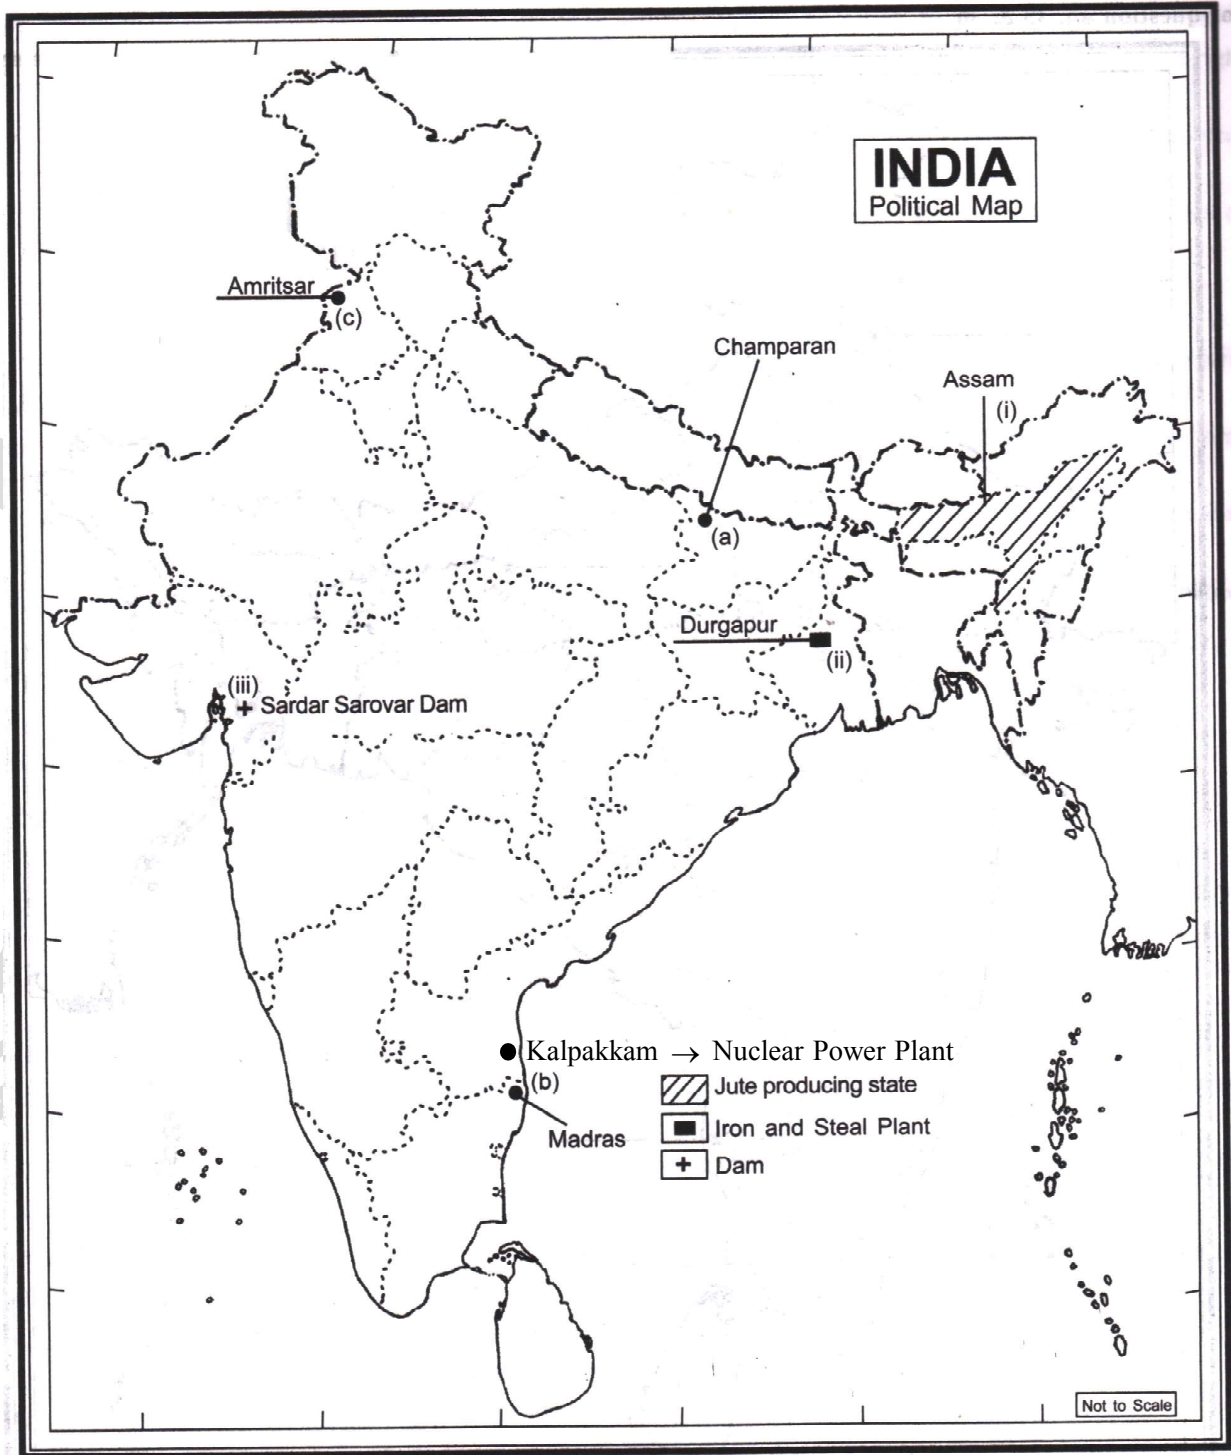 INDIA
Political Map
Amritsar
(c)
Champaran
Assam
(i)
(a)
Durgapur
(ii)
(iii)
Sardar Sarovar Dam
Kalpakkam → Nuclear Power Plant
(b)
Jute producing state
Madras
Iron and Steal Plant
Dam
Not to Scale